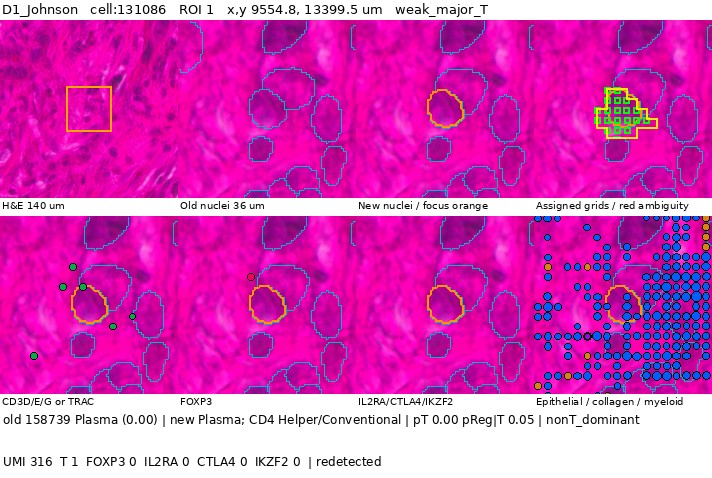 D1_Johnson cell:131086 ROI 1 x,y 9554.8, 13399.5 um weak_major_T
H&E 140 um
Old nuclei 36 um
New nuclei / focus orange
Assigned grids / red ambiguity
CD3D/E/G or TRAC
FOXP3
IL2RA/CTLA4/IKZF2
Epithelial / collagen / myeloid
old 158739 Plasma (0.00) | new Plasma; CD4 Helper/Conventional | pT 0.00 pReg|T 0.05 | nonT_dominant
UMI 316 T 1 FOXP3 0 IL2RA 0 CTLA4 0 IKZF2 0 | redetected